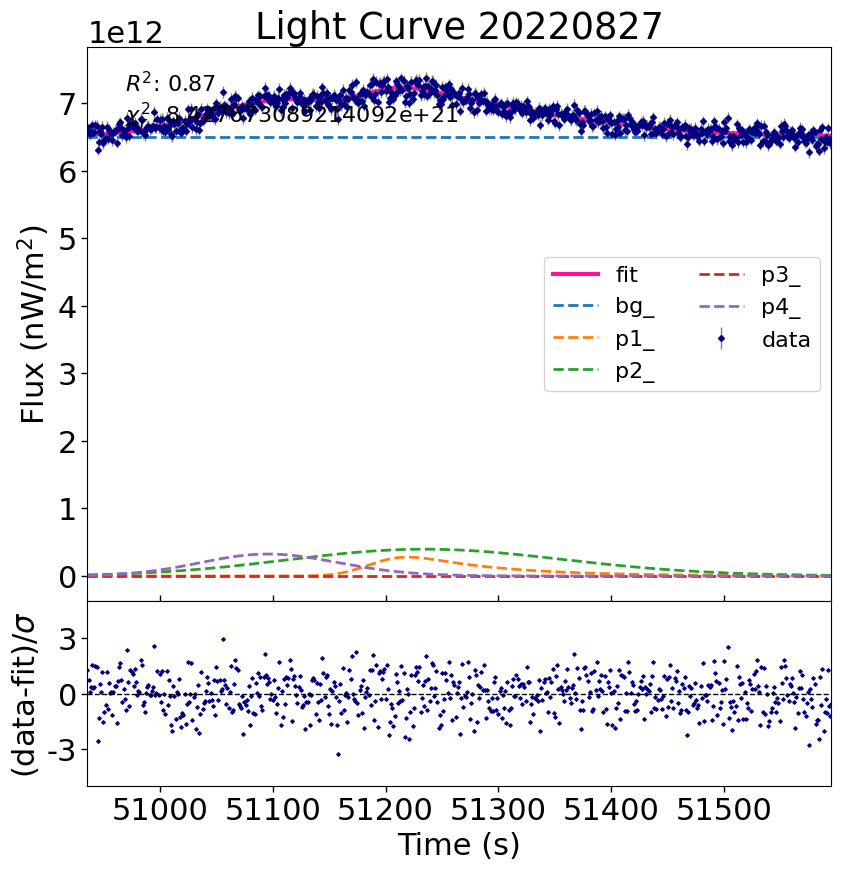 Light Curve 20220827
1e12
R²: 0.87
χ²: 8.427673089214092e+21
7
6
5
4
3
2
1
0
Flux (nW/m²)
fit
bg_
p1_
p2_
p3_
p4_
data
3
0
-3
(data-fit)/σ
51000 51100 51200 51300 51400 51500
Time (s)